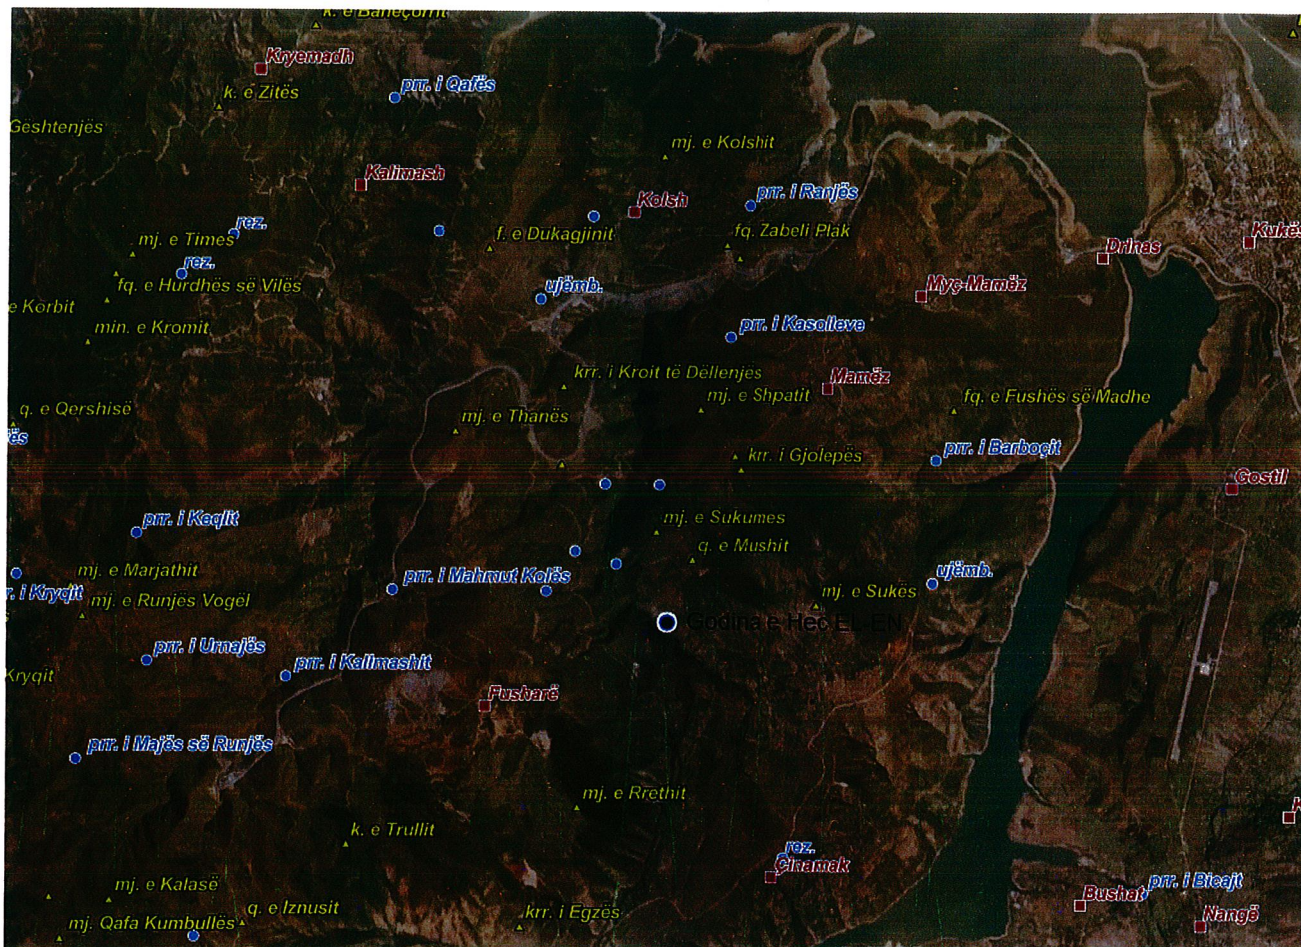 k. e Baneçorrit
Kryemadh
prr. i Qafës
k. e Zitës
Gështenjës
mj. e Kolshit
Kalimash
Kolsh
prr. i Ranjës
rez.
mj. e Times
f. e Dukagjinit
fq. Zabeli Plak
Kukës
Drinas
rez.
fq. e Hurdhës së Vilës
ujëmb.
Myç-Mamëz
e Korbit
min. e Kromit
prr. i Kasolleve
krr. i Kroit të Dëllenjës
Mamëz
mj. e Shpatit
fq. e Fushës së Madhe
q. e Qershisë
mj. e Thanës
krr. i Gjolepës
prr. i Barboçit
Gostil
prr. i Keqlit
mj. e Sukumes
q. e Mushit
mj. e Marjathit
prr. i Mahmut Kolës
ujëmb.
r. i Kryqit
mj. e Runjës Vogël
mj. e Sukës
Godina e Hec EL-EN
prr. i Urnajës
prr. i Kalimashit
Kryqit
Fusharë
prr. i Majës së Runjës
mj. e Rrethit
k. e Trullit
rez.
Çinamak
mj. e Kalasë
prr. i Bicajt
Bushat
q. e Iznusit
krr. i Egzës
mj. Qafa Kumbullës
Nangë